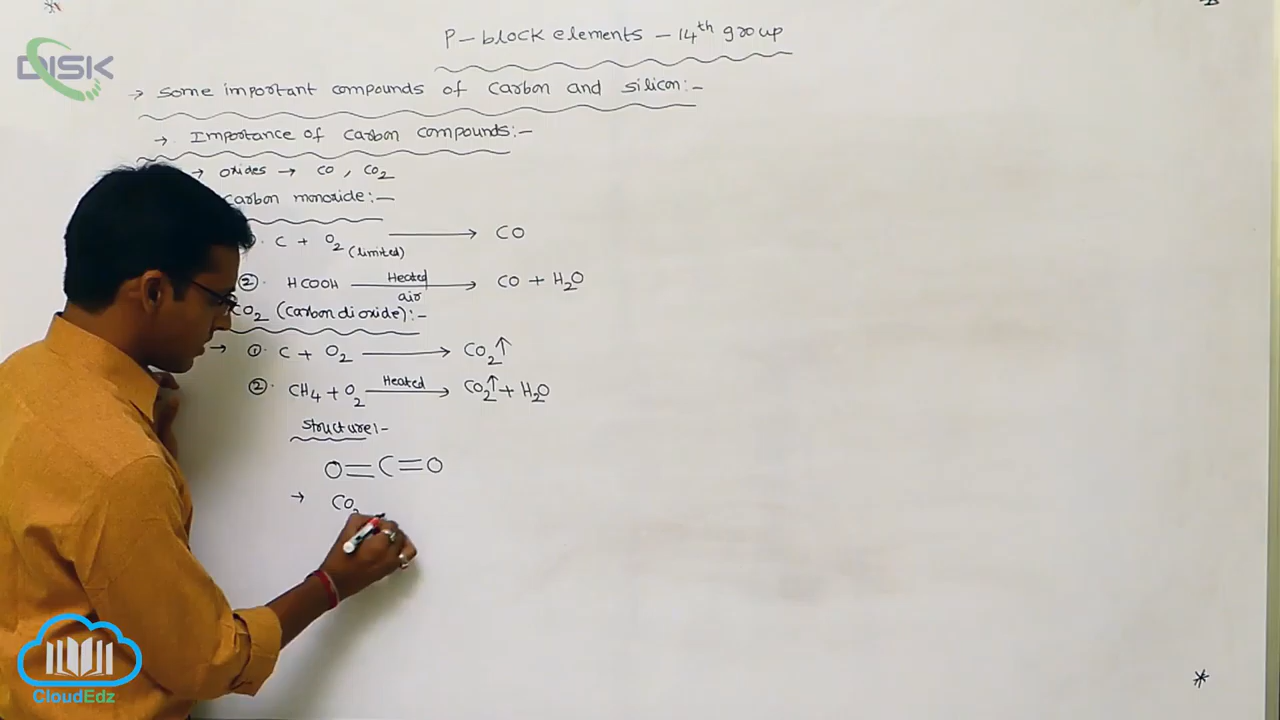 P-block elements - 14th group
DISK
→ Some important compounds of Carbon and silicon:-
→ Importance of Carbon compounds:-
→ oxides → CO, CO2
Carbon monoxide:-
C + O2 (limited) → CO
②. HCOOH Heated air → CO + H2O
CO2 (Carbon dioxide):-
→ ①. C + O2 → CO2↑
②. CH4 + O2 Heated → CO2↑ + H2O
Structure:-
O=C=O
→ CO2
*
CloudEdz